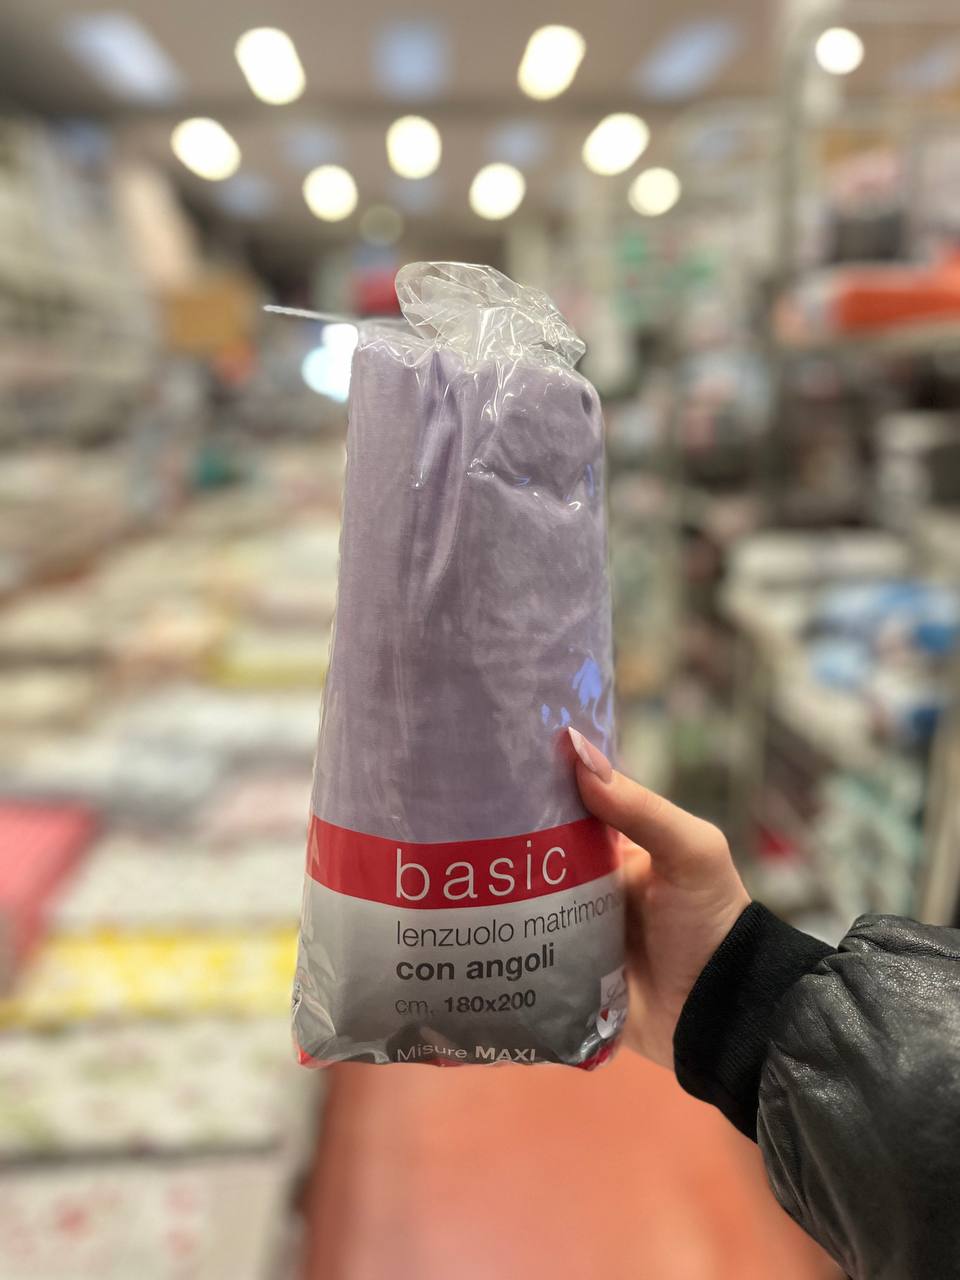 basic
lenzuolo matrimon
con angoli
cm. 180x200
Misure MAXI